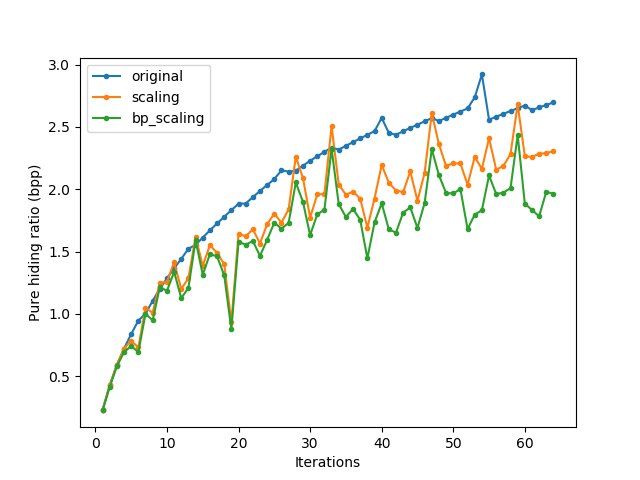 3.0
2.5
2.0
1.5
1.0
0.5
Pure hiding ratio (bpp)
original
scaling
bp_scaling
0 10 20 30 40 50 60
Iterations